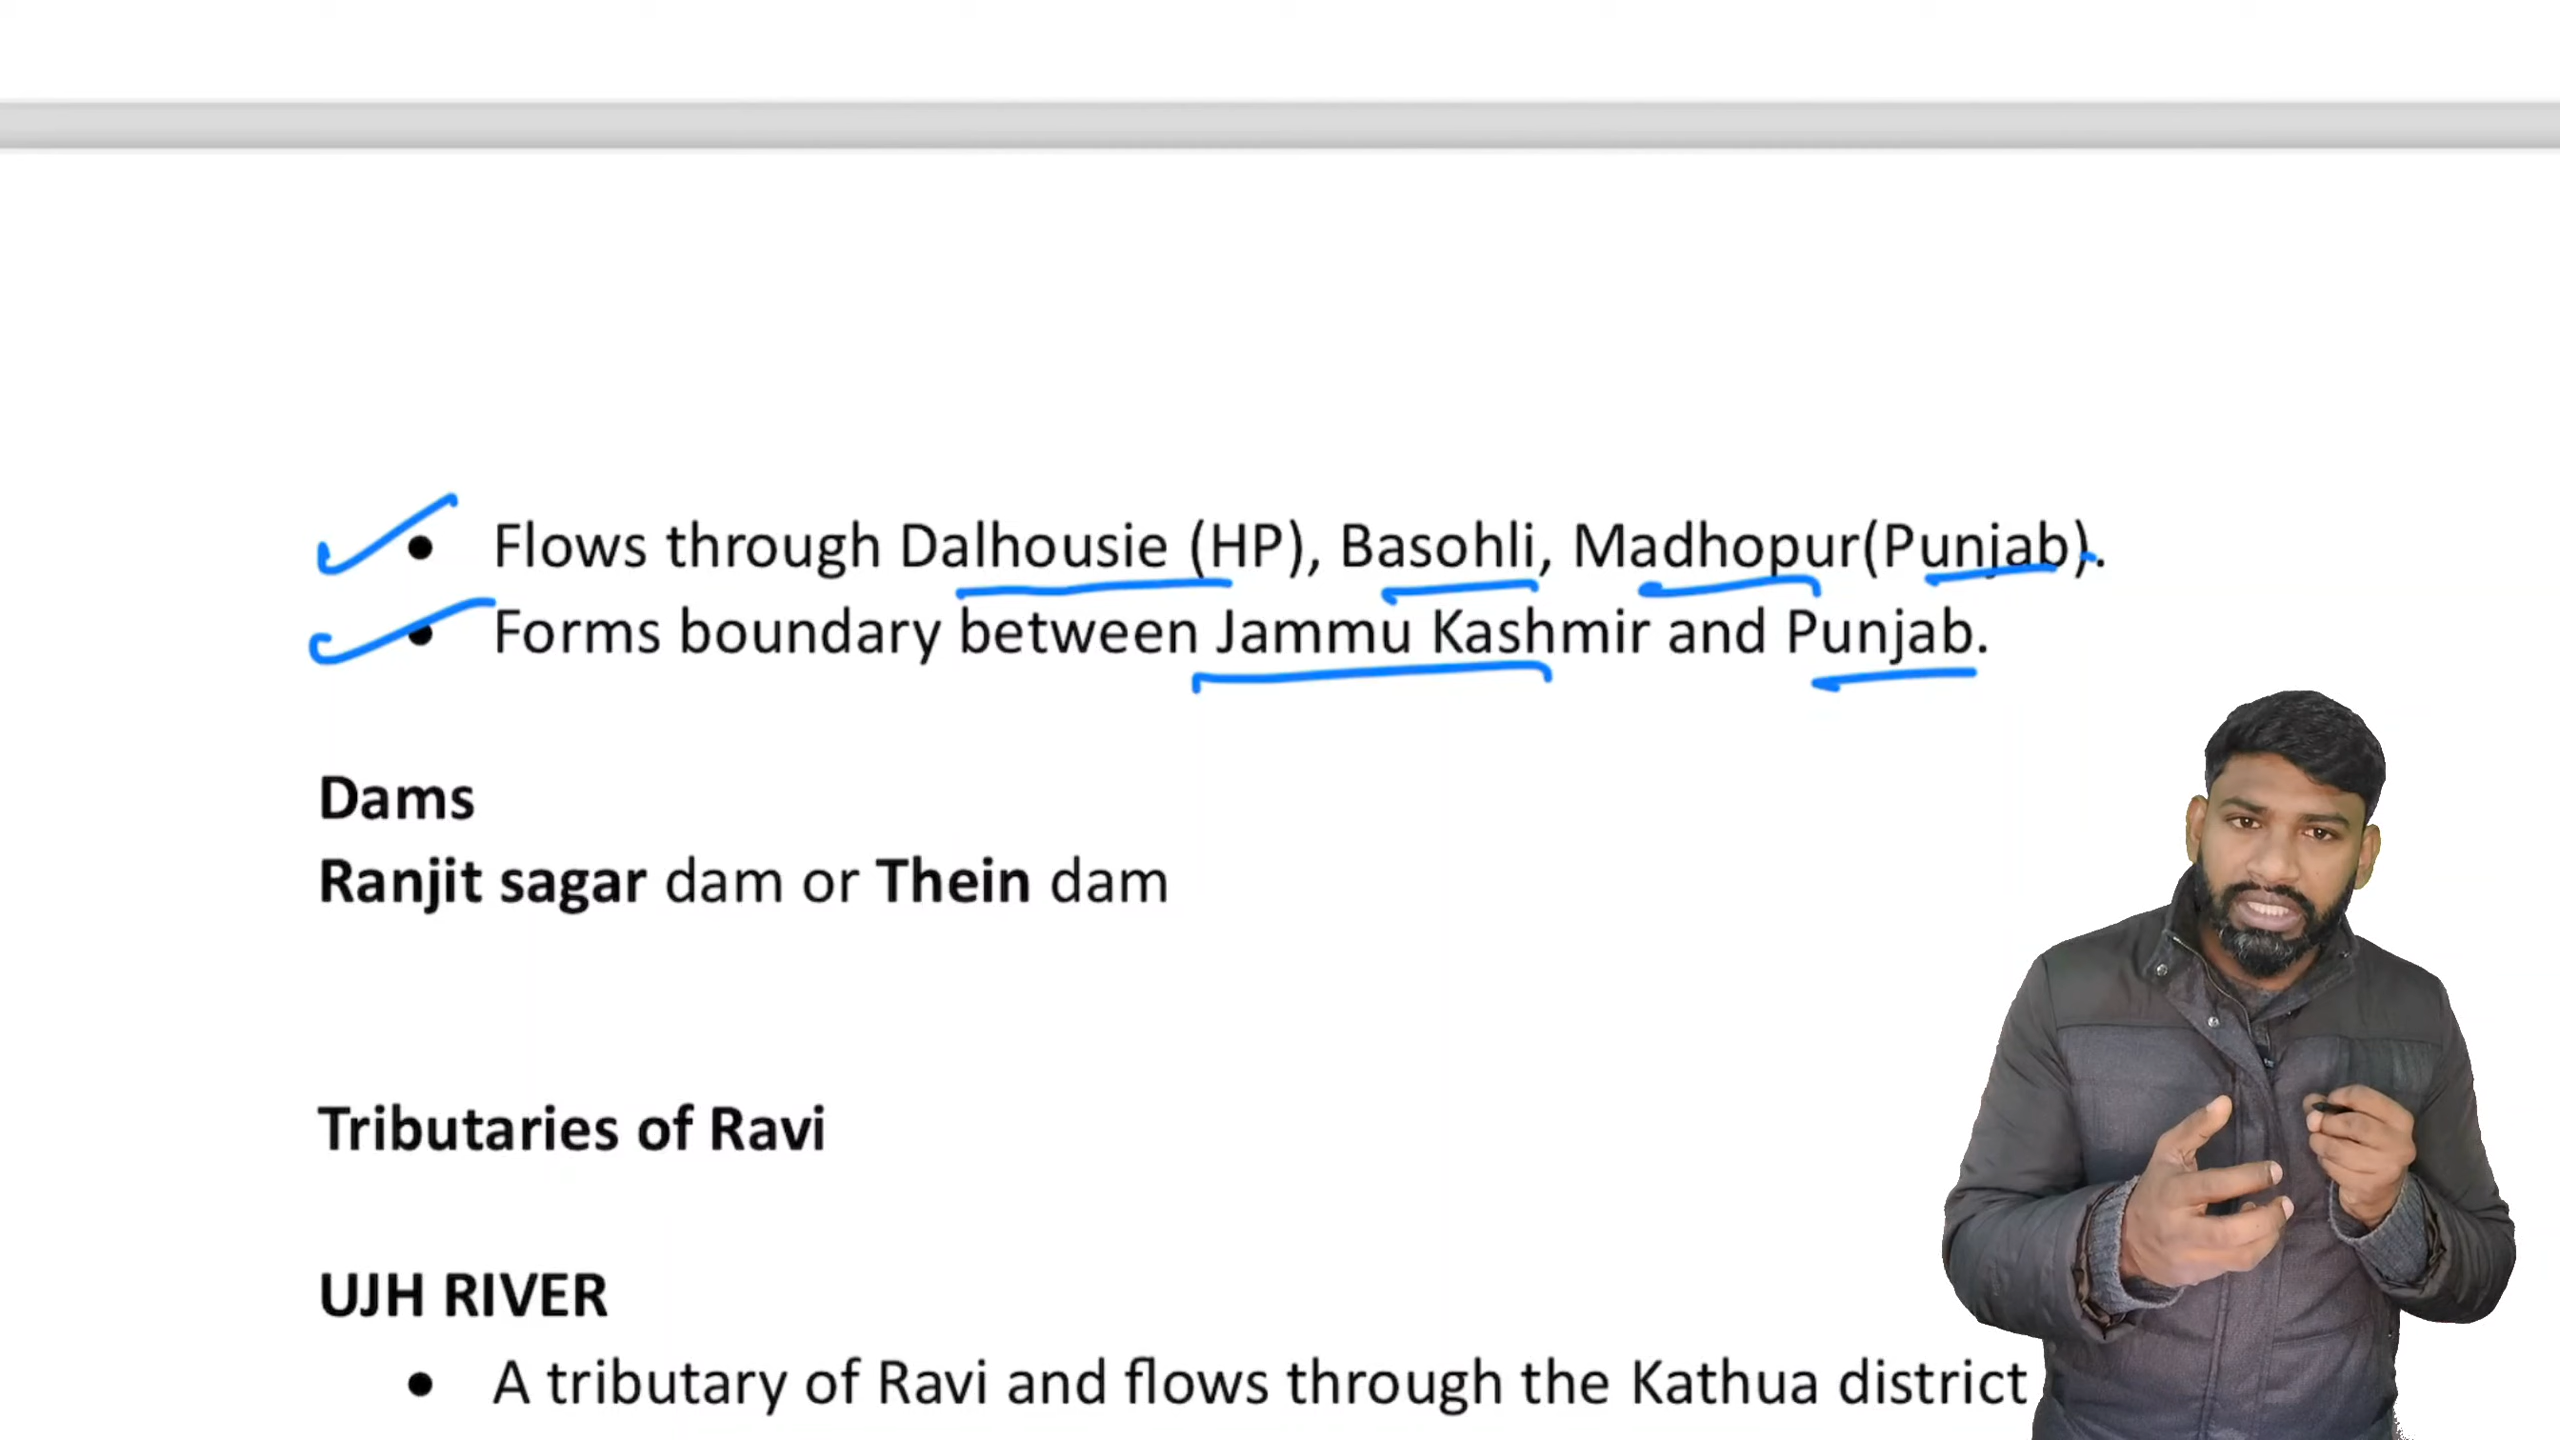 • Flows through Dalhousie (HP), Basohli, Madhopur(Punjab).
• Forms boundary between Jammu Kashmir and Punjab.
Dams
Ranjit sagar dam or Thein dam
Tributaries of Ravi
UJH RIVER
• A tributary of Ravi and flows through the Kathua district